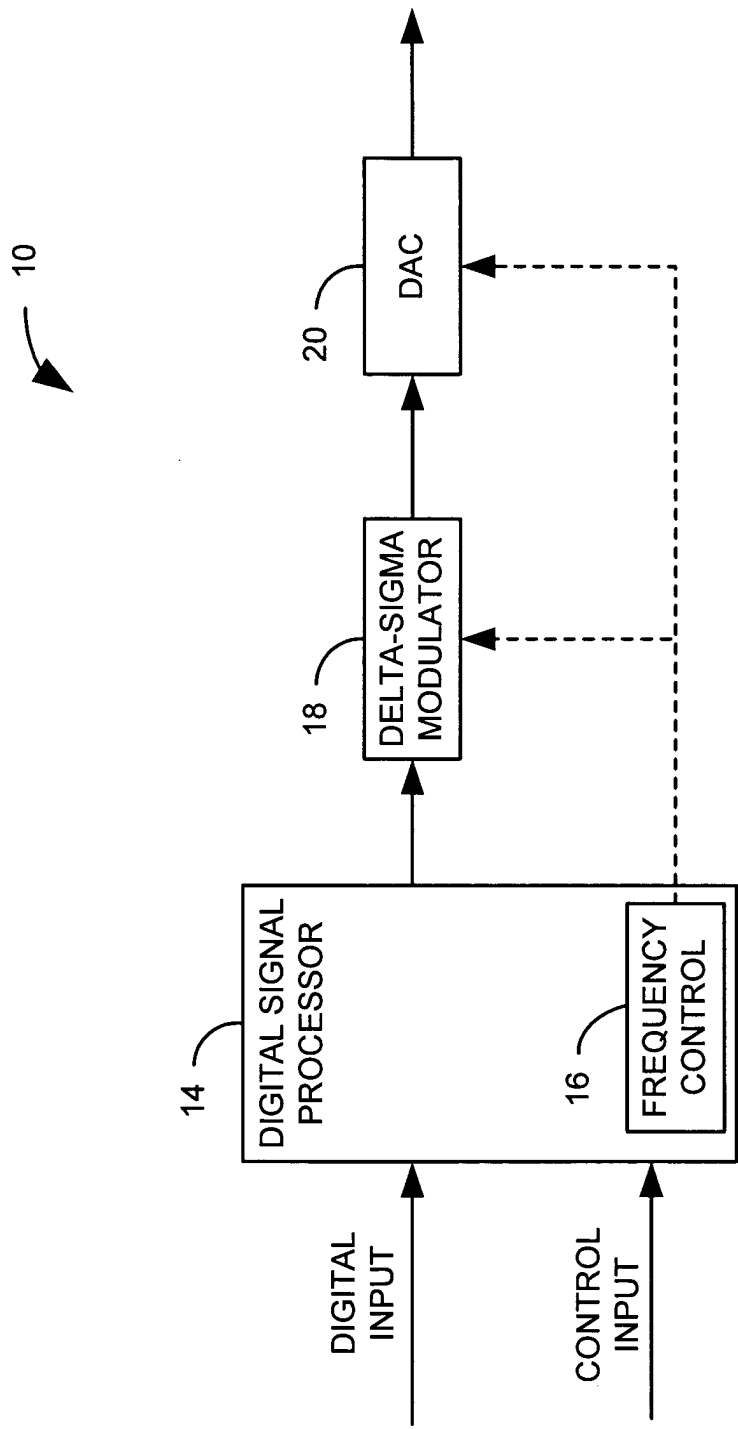 10
DIGITAL
INPUT
CONTROL
INPUT
14
DIGITAL SIGNAL
PROCESSOR
16
FREQUENCY
CONTROL
18
DELTA-SIGMA
MODULATOR
20
DAC